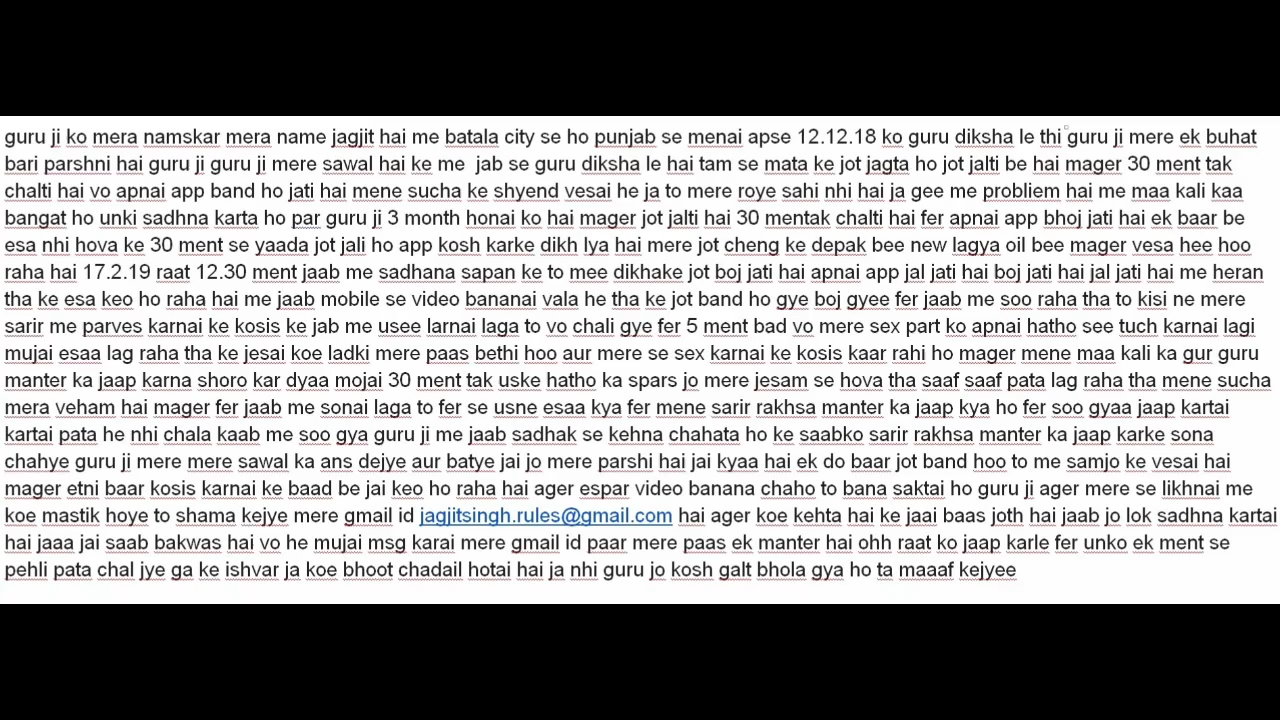 guru ji ko mera namskar mera name jagjit hai me batala city se ho punjab se menai apse 12.12.18 ko guru diksha le thi guru ji mere ek buhat
bari parshni hai guru ji guru ji mere sawal hai ke me jab se guru diksha le hai tam se mata ke jot jagta ho jot jalti be hai mager 30 ment tak
chalti hai vo apnai app band ho jati hai mene sucha ke shyend vesai he ja to mere roye sahi nhi hai ja gee me probliem hai me maa kali kaa
bangat ho unki sadhna karta ho par guru ji 3 month honai ko hai mager jot jalti hai 30 mentak chalti hai fer apnai app bhoj jati hai ek baar be
esa nhi hova ke 30 ment se yaada jot jali ho app kosh karke dikh lya hai mere jot cheng ke depak bee new lagya oil bee mager vesa hee hoo
raha hai 17.2.19 raat 12.30 ment jaab me sadhana sapan ke to mee dikhake jot boj jati hai apnai app jal jati hai boj jati hai jal jati hai me heran
tha ke esa keo ho raha hai me jaab mobile se video bananai vala he tha ke jot band ho gye boj gyee fer jaab me soo raha tha to kisi ne mere
sarir me parves karnai ke kosis ke jab me usee larnai laga to vo chali gye fer 5 ment bad vo mere sex part ko apnai hatho see tuch karnai lagi
mujai esaa lag raha tha ke jesai koe ladki mere paas bethi hoo aur mere se sex karnai ke kosis kaar rahi ho mager mene maa kali ka gur guru
manter ka jaap karna shoro kar dyaa mojai 30 ment tak uske hatho ka spars jo mere jesam se hova tha saaf saaf pata lag raha tha mene sucha
mera veham hai mager fer jaab me sonai laga to fer se usne esaa kya fer mene sarir rakhsa manter ka jaap kya ho fer soo gyaa jaap kartai
kartai pata he nhi chala kaab me soo gya guru ji me jaab sadhak se kehna chahata ho ke saabko sarir rakhsa manter ka jaap karke sona
chahye guru ji mere mere sawal ka ans dejye aur batye jai jo mere parshi hai jai kyaa hai ek do baar jot band hoo to me samjo ke vesai hai
mager etni baar kosis karnai ke baad be jai keo ho raha hai ager espar video banana chaho to bana saktai ho guru ji ager mere se likhnai me
koe mastik hoye to shama kejye mere gmail id jagjitsingh.rules@gmail.com hai ager koe kehta hai ke jaai baas joth hai jaab jo lok sadhna kartai
hai jaaa jai saab bakwas hai vo he mujai msg karai mere gmail id paar mere paas ek manter hai ohh raat ko jaap karle fer unko ek ment se
pehli pata chal jye ga ke ishvar ja koe bhoot chadail hotai hai ja nhi guru jo kosh galt bhola gya ho ta maaaf kejyee